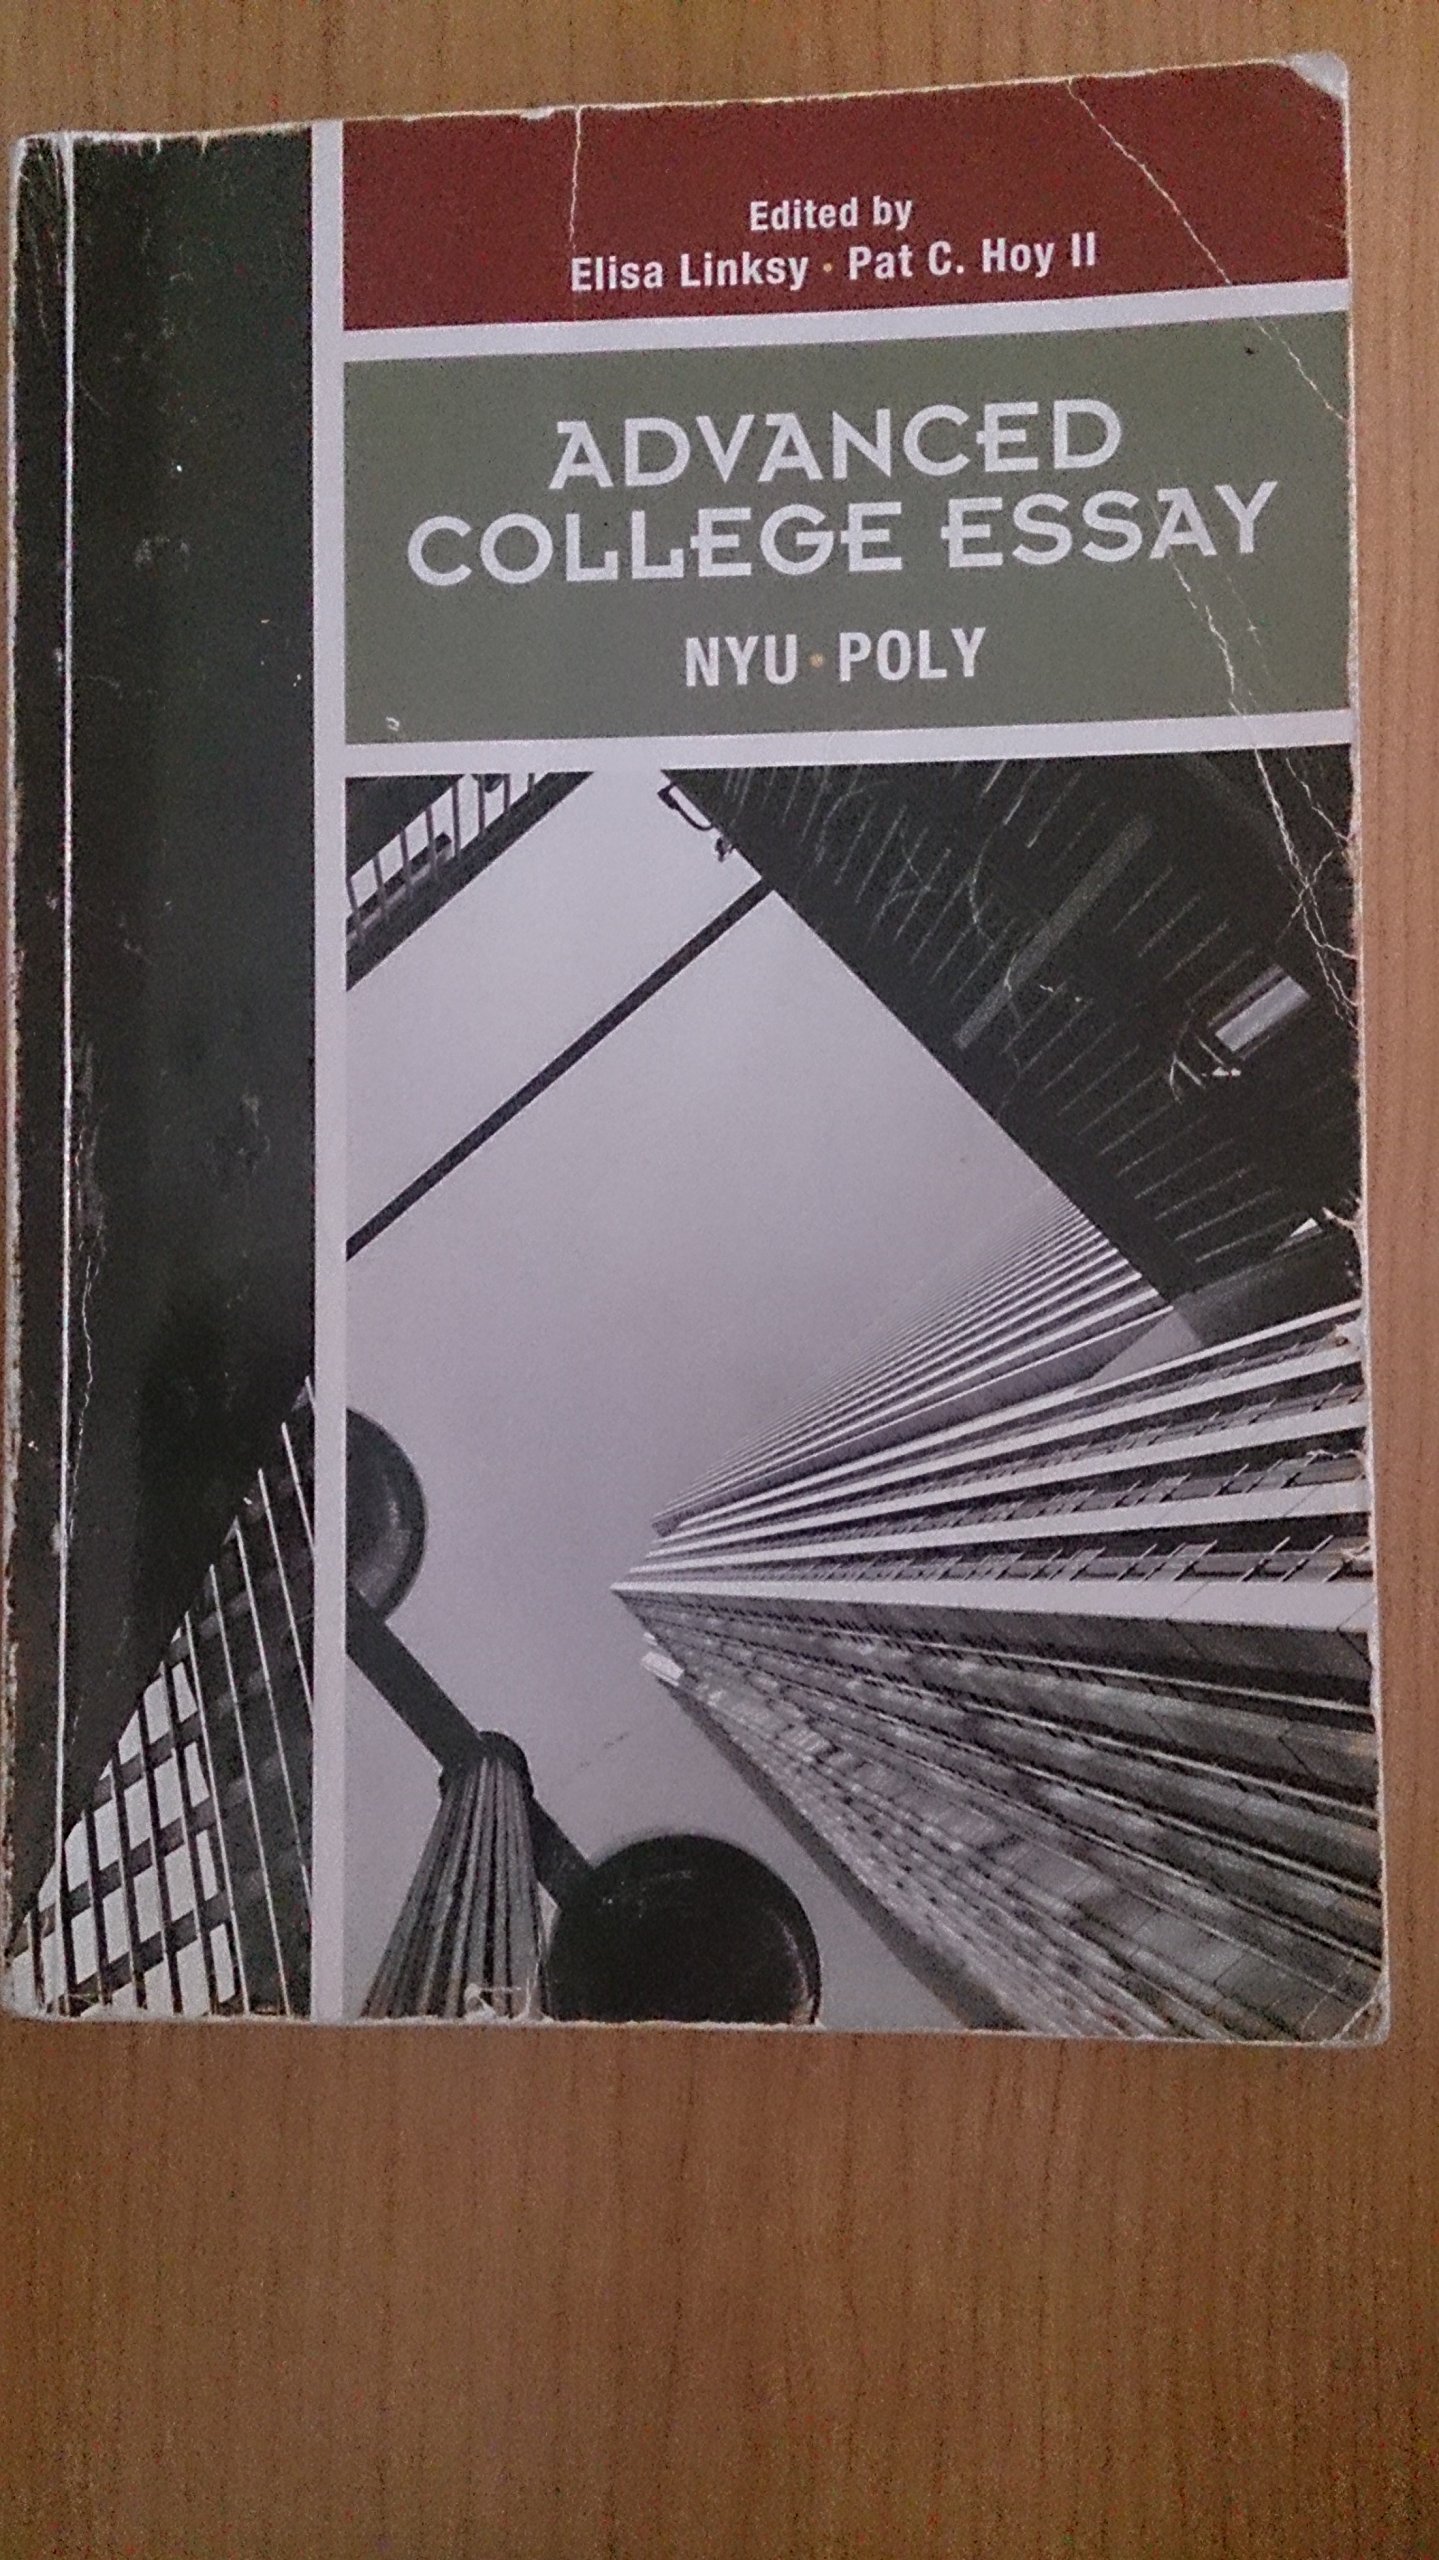 Edited by
Elisa Linksy • Pat C. Hoy II
ADVANCED
COLLEGE ESSAY
NYU • POLY